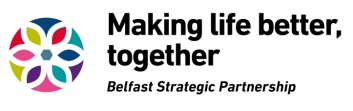 Making life better,
together
Belfast Strategic Partnership